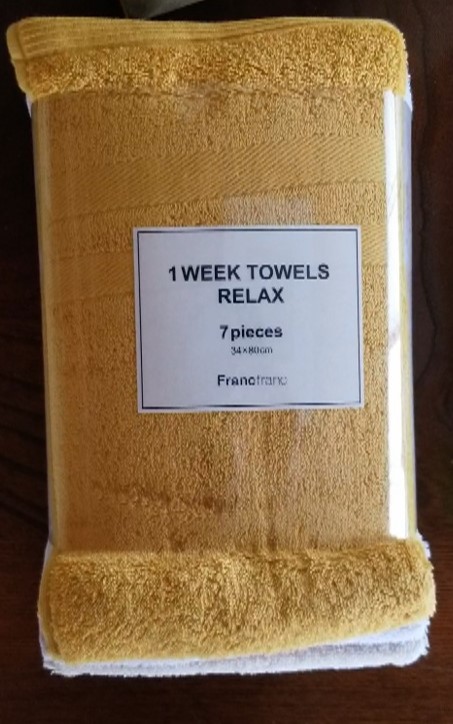 1 WEEK TOWELS
RELAX
7pieces
34×80cm
Francfranc